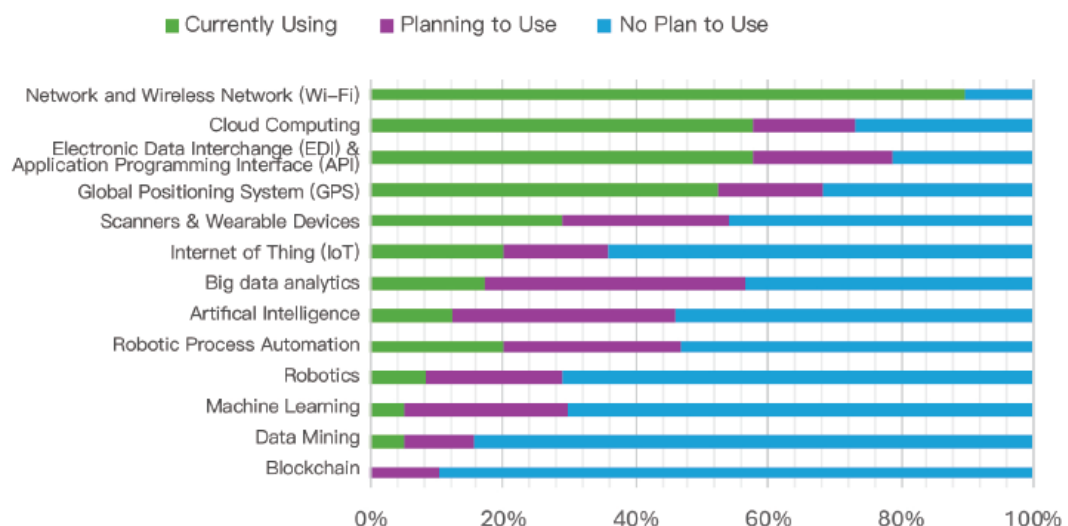 Currently Using
Planning to Use
No Plan to Use
Network and Wireless Network (Wi-Fi)
Cloud Computing
Electronic Data Interchange (EDI) &
Application Programming Interface (API)
Global Positioning System (GPS)
Scanners & Wearable Devices
Internet of Thing (IoT)
Big data analytics
Artifical Intelligence
Robotic Process Automation
Robotics
Machine Learning
Data Mining
Blockchain
0%
20%
40%
60%
80%
100%